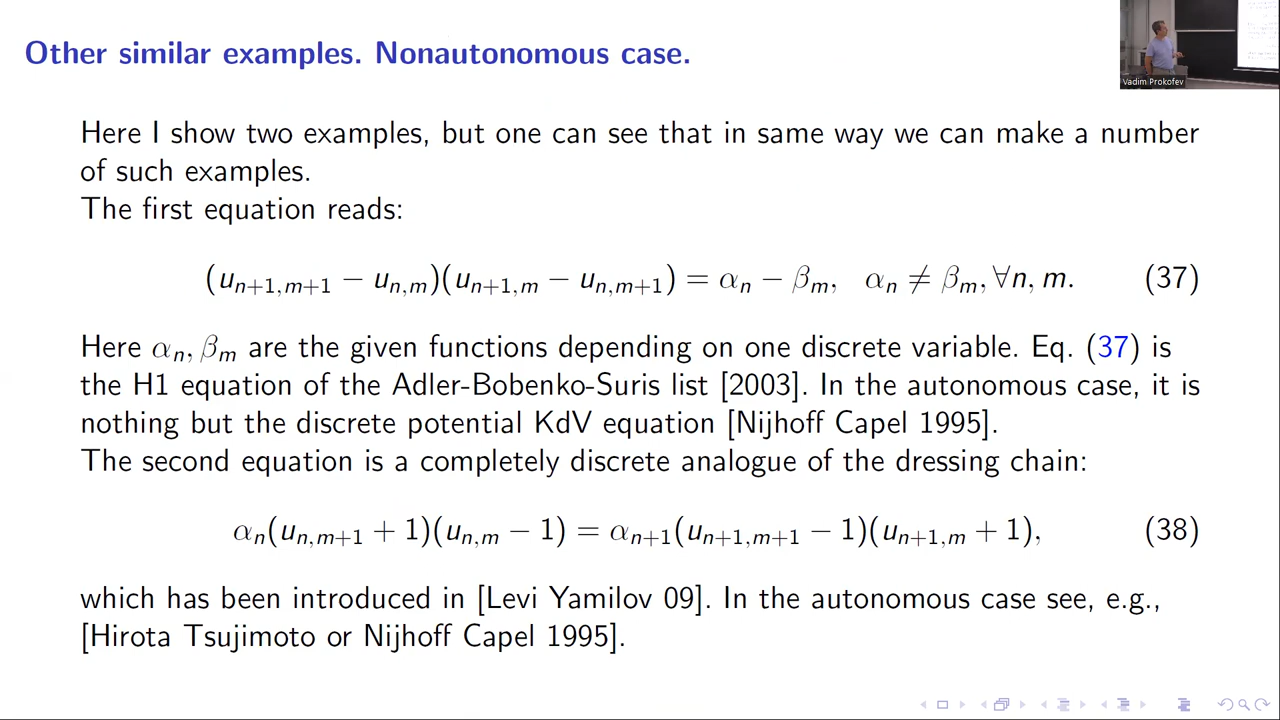 Other similar examples. Nonautonomous case.
Vadim Prokofev
Here I show two examples, but one can see that in same way we can make a number
of such examples.
The first equation reads:
(u_{n+1,m+1} − u_{n,m})(u_{n+1,m} − u_{n,m+1}) = α_n − β_m,   α_n ≠ β_m, ∀n, m.   (37)
Here α_n, β_m are the given functions depending on one discrete variable. Eq. (37) is
the H1 equation of the Adler-Bobenko-Suris list [2003]. In the autonomous case, it is
nothing but the discrete potential KdV equation [Nijhoff Capel 1995].
The second equation is a completely discrete analogue of the dressing chain:
α_n(u_{n,m+1} + 1)(u_{n,m} − 1) = α_{n+1}(u_{n+1,m+1} − 1)(u_{n+1,m} + 1),   (38)
which has been introduced in [Levi Yamilov 09]. In the autonomous case see, e.g.,
[Hirota Tsujimoto or Nijhoff Capel 1995].